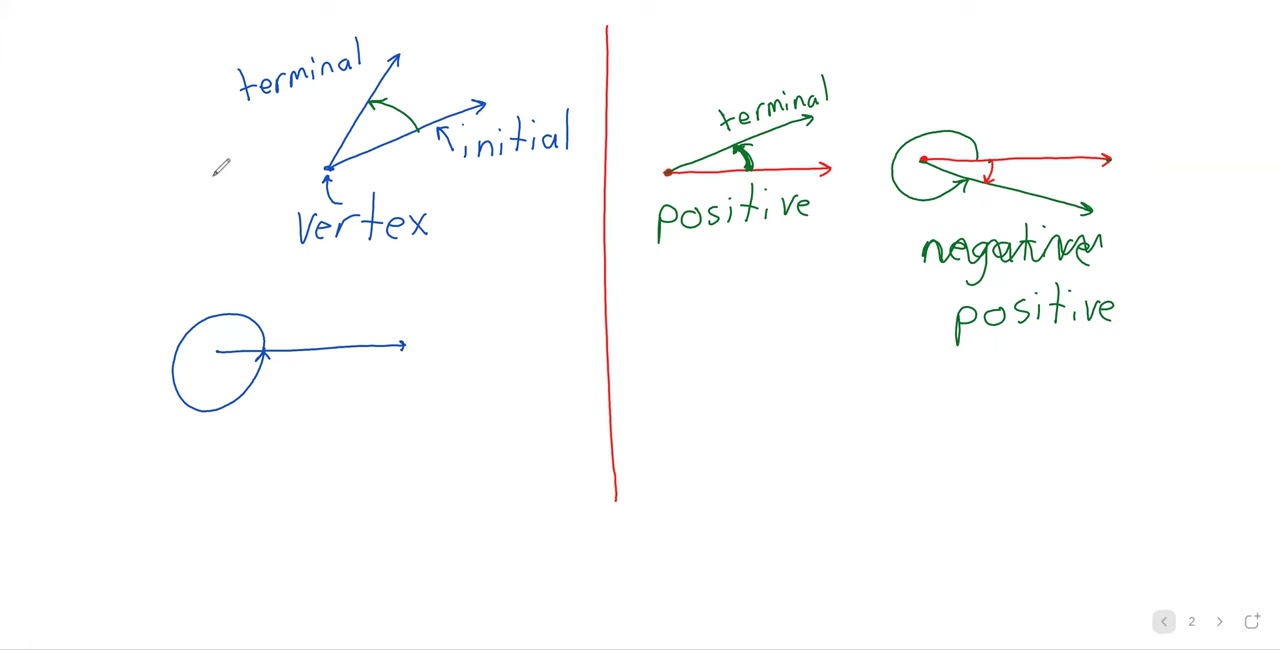 terminal
initial
vertex
terminal
positive
negative
positive
2